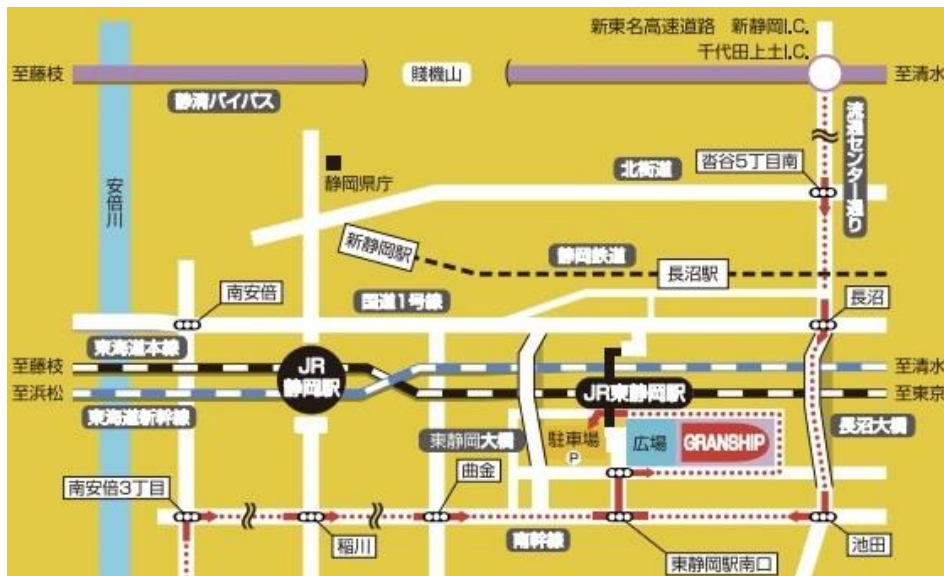 新東名高速道路 新静岡I.C.
千代田上土I.C.
至藤枝
賤機山
至清水
静清バイパス
流通センター通り
安倍川
静岡県庁
北街道
沓谷5丁目南
新静岡駅
静岡鉄道
長沼駅
南安倍
国道1号線
長沼
東海道本線
至藤枝
JR
静岡駅
至清水
至浜松
JR東静岡駅
至東京
東海道新幹線
東静岡大橋
駐車場
P
広場
GRANSHIP
長沼大橋
南安倍3丁目
曲金
稲川
南幹線
東静岡駅南口
池田